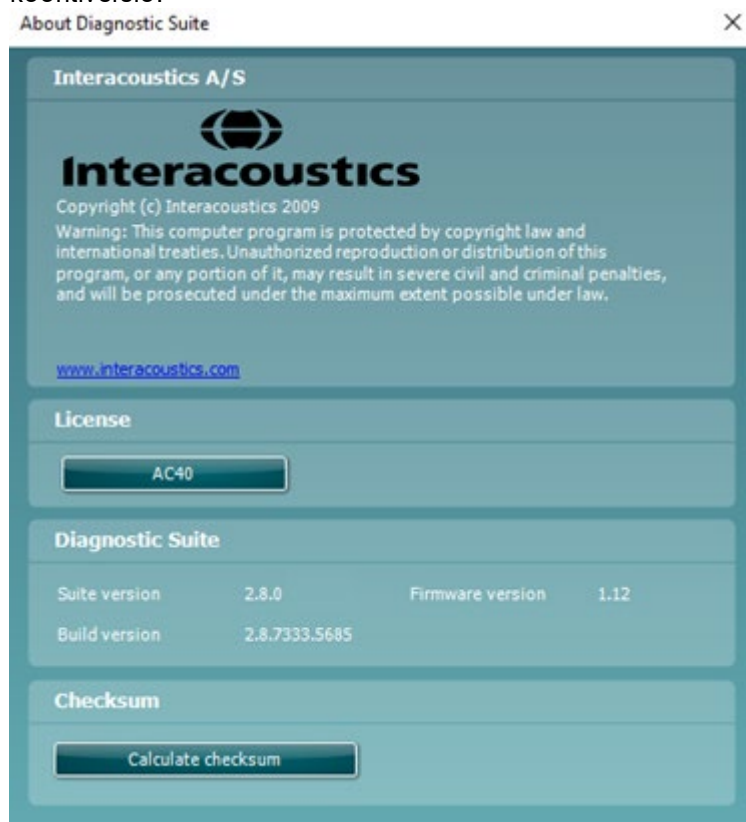 About Diagnostic Suite
Interacoustics A/S
Interacoustics
Copyright (c) Interacoustics 2009
Warning: This computer program is protected by copyright law and
international treaties. Unauthorized reproduction or distribution of this
program, or any portion of it, may result in severe civil and criminal penalties,
and will be prosecuted under the maximum extent possible under law.
www.interacoustics.com
License
AC40
Diagnostic Suite
Suite version 2.8.0 Firmware version 1.12
Build version 2.8.7333.5685
Checksum
Calculate checksum